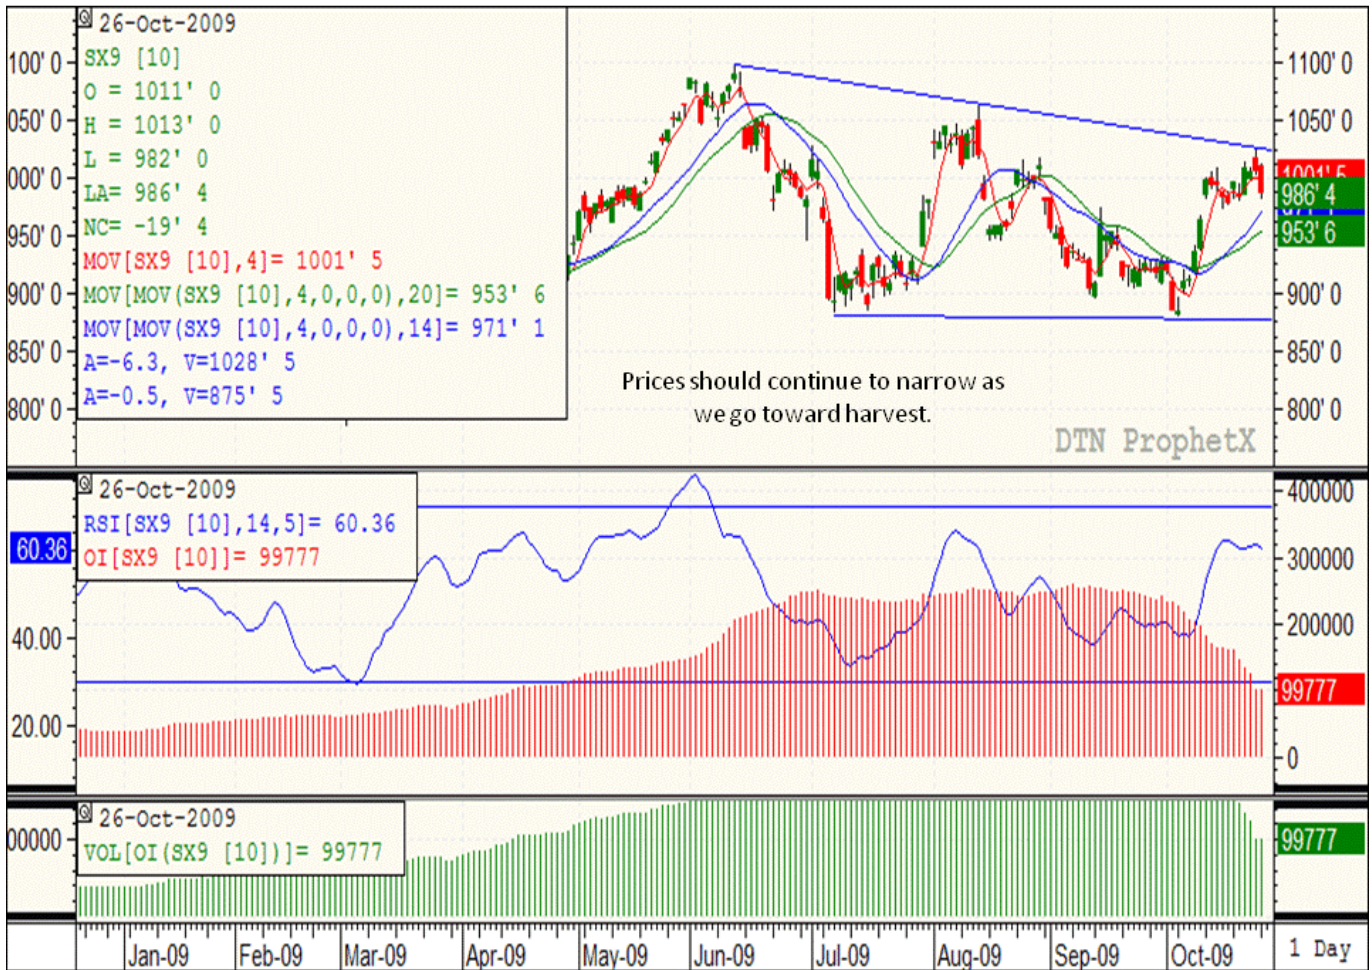 26-Oct-2009
SX9 [10]
O = 1011' 0
H = 1013' 0
L = 982' 0
LA= 986' 4
NC= -19' 4
MOV[SX9 [10],4]= 1001' 5
MOV[MOV(SX9 [10],4,0,0,0),20]= 953' 6
MOV[MOV(SX9 [10],4,0,0,0),14]= 971' 1
A=-6.3, V=1028' 5
A=-0.5, V=875' 5
100' 0
050' 0
000' 0
950' 0
900' 0
850' 0
800' 0
1100' 0
1050' 0
1001' 5
986' 4
971' 1
953' 6
900' 0
850' 0
800' 0
Prices should continue to narrow as
we go toward harvest.
DTN ProphetX
26-Oct-2009
RSI[SX9 [10],14,5]= 60.36
OI[SX9 [10]]= 99777
60.36
40.00
20.00
400000
300000
200000
99777
0
26-Oct-2009
VOL[OI(SX9 [10])]= 99777
00000
99777
Jan-09 Feb-09 Mar-09 Apr-09 May-09 Jun-09 Jul-09 Aug-09 Sep-09 Oct-09 1 Day